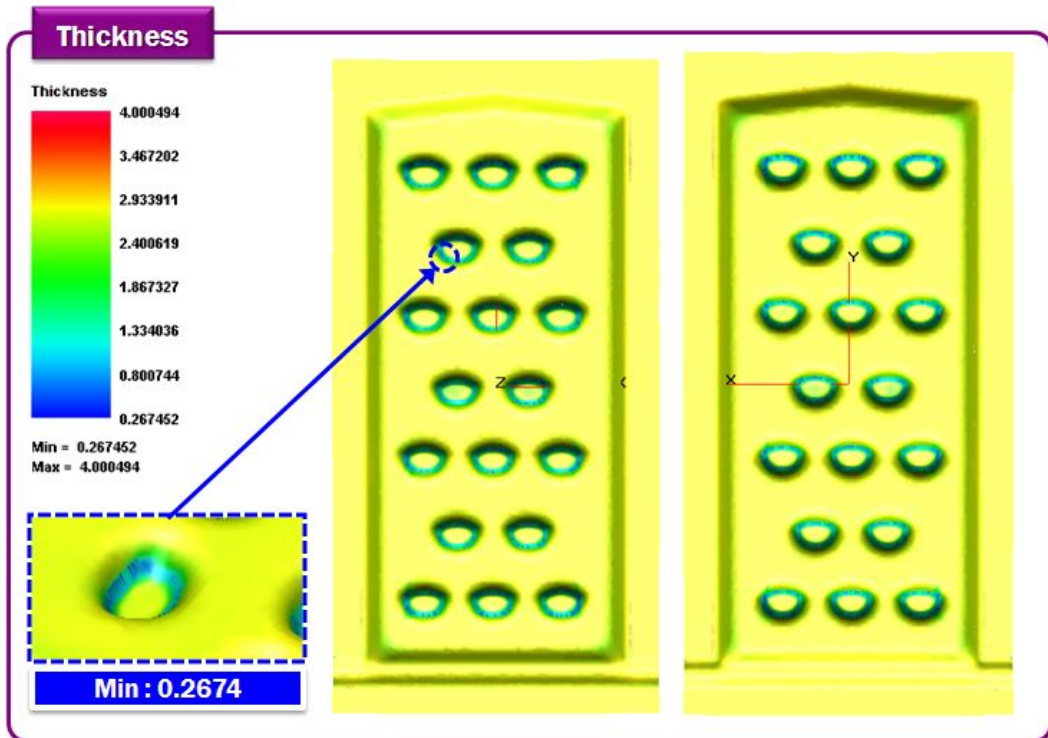 Thickness
Thickness
4.000494
3.467202
2.933911
2.400619
1.867327
1.334036
0.800744
0.267452
Min = 0.267452
Max = 4.000494
Min : 0.2674
Z
Y
X